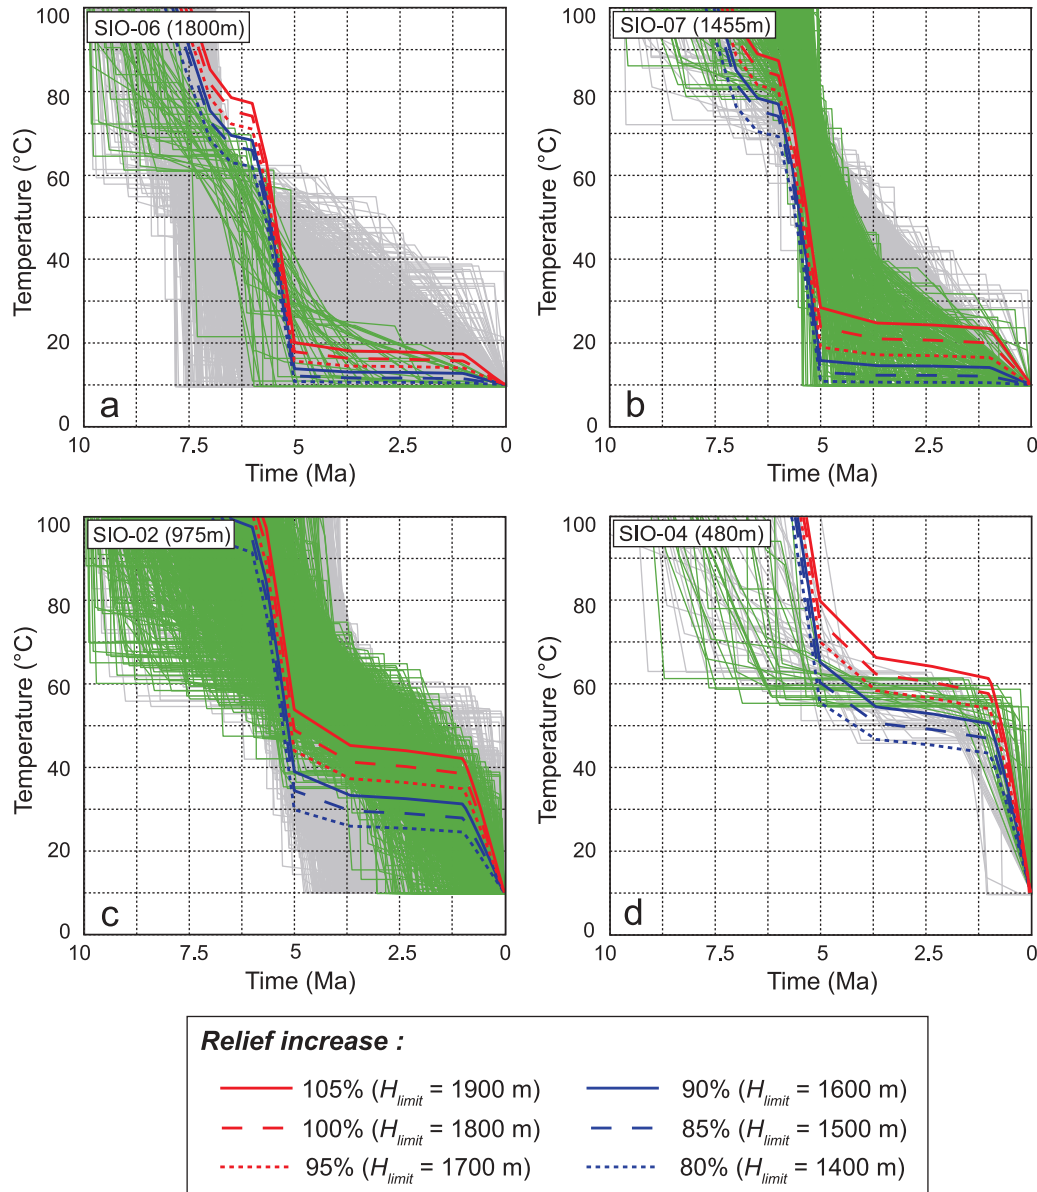 SIO-06 (1800m)
100
80
60
40
20
0
Temperature (°C)
a
10
7.5
5
2.5
0
Time (Ma)
SIO-07 (1455m)
100
80
60
40
20
0
Temperature (°C)
b
10
7.5
5
2.5
0
Time (Ma)
SIO-02 (975m)
100
80
60
40
20
0
Temperature (°C)
c
10
7.5
5
2.5
0
Time (Ma)
SIO-04 (480m)
100
80
60
40
20
0
Temperature (°C)
d
10
7.5
5
2.5
0
Time (Ma)
Relief increase :
105% (Hlimit = 1900 m)
90% (Hlimit = 1600 m)
100% (Hlimit = 1800 m)
85% (Hlimit = 1500 m)
95% (Hlimit = 1700 m)
80% (Hlimit = 1400 m)